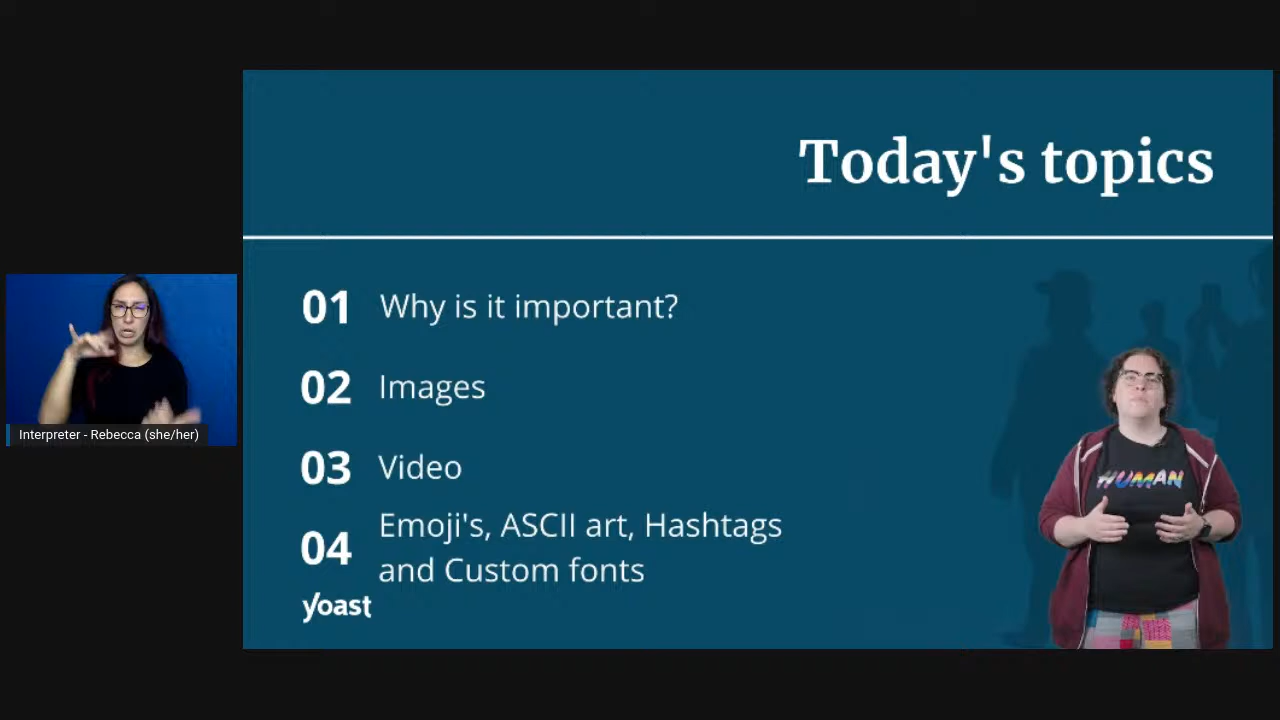 Today's topics
01 Why is it important?
02 Images
03 Video
04 Emoji's, ASCII art, Hashtags
and Custom fonts
yoast
HUMAN
Interpreter - Rebecca (she/her)